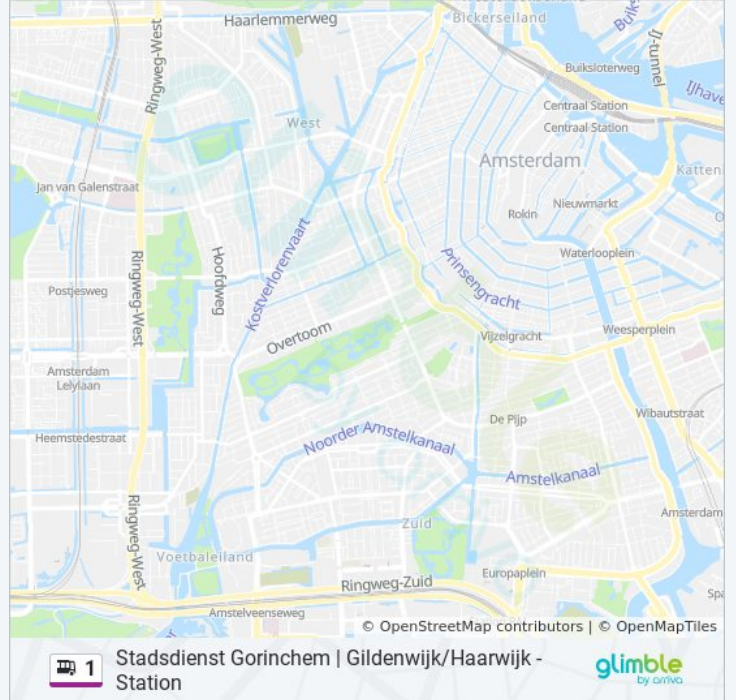 Haarlemmerweg
Bickerseiland
Ringweg-West
IJ-tunnel
Buiksloterweg
IJhave
Centraal Station
West
Centraal Station
Amsterdam
Katten
Jan van Galenstraat
Nieuwmarkt
Rokin
Kostverlorenvaart
Hoofdweg
Waterlooplein
Ringweg-West
Prinsengracht
Postjesweg
Overtoom
Vijzelgracht
Weesperplein
Amsterdam
Lelylaan
De Pijp
Wibautstraat
Heemstedestraat
Noorder Amstelkanaal
Amstelkanaal
Ringweg-West
Amsterdam
Zuid
Voetbaleiland
Europaplein
Ringweg-Zuid
Spa
Amstelveenseweg
© OpenStreetMap contributors | © OpenMapTiles
1
Stadsdienst Gorinchem | Gildenwijk/Haarwijk -
Station
glimble
by arriva